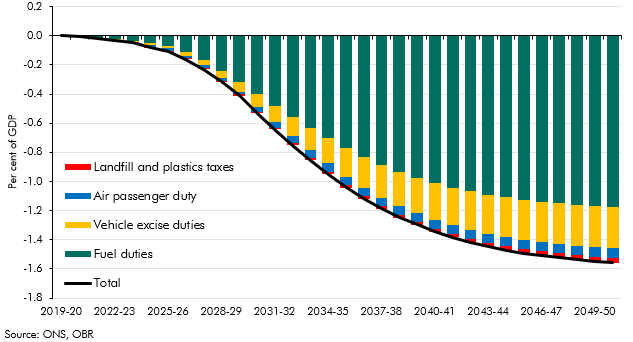 0.0
-0.2
-0.4
-0.6
-0.8
-1.0
-1.2
-1.4
-1.6
-1.8
Per cent of GDP
Landfill and plastics taxes
Air passenger duty
Vehicle excise duties
Fuel duties
Total
2019-20 2022-23 2025-26 2028-29 2031-32 2034-35 2037-38 2040-41 2043-44 2046-47 2049-50
Source: ONS, OBR